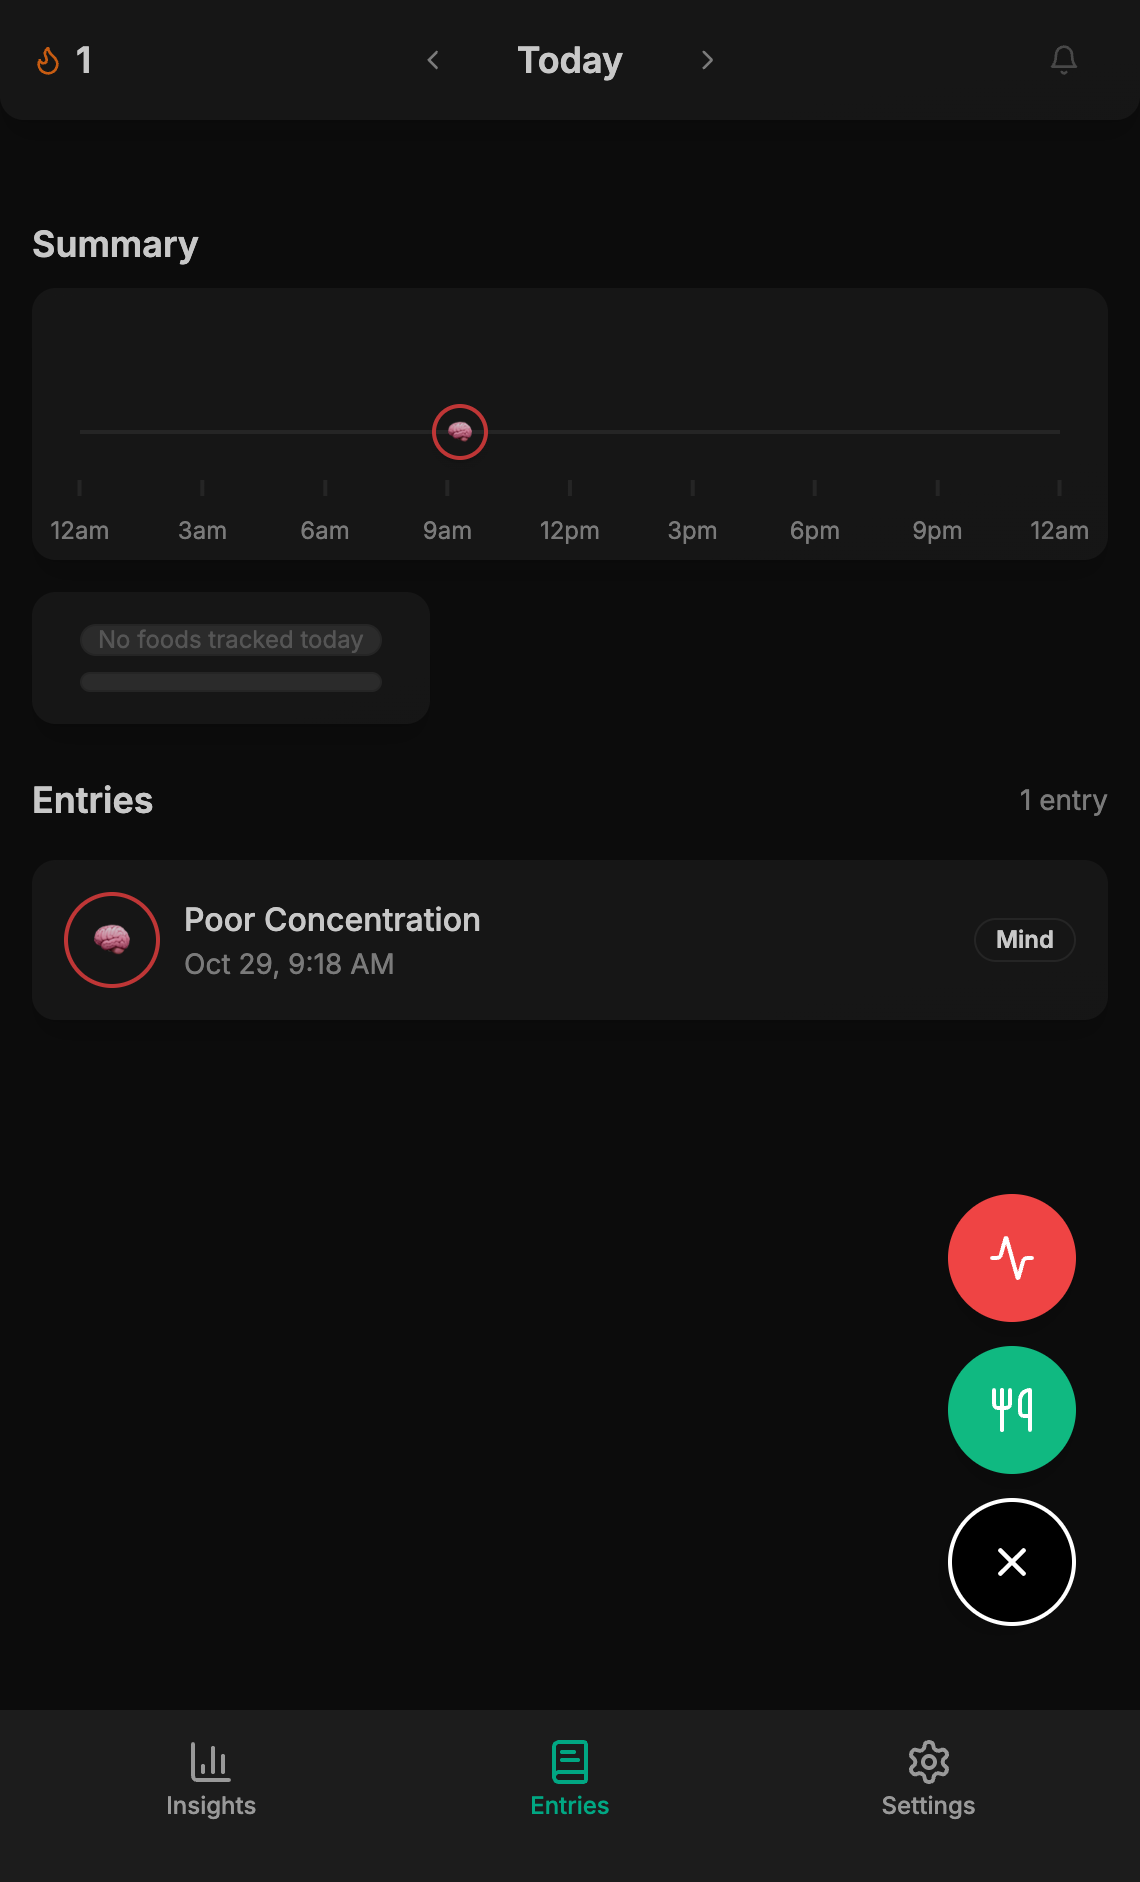 1
Today
Summary
12am 3am 6am 9am 12pm 3pm 6pm 9pm 12am
No foods tracked today
Entries
1 entry
Poor Concentration
Oct 29, 9:18 AM
Mind
Insights
Entries
Settings